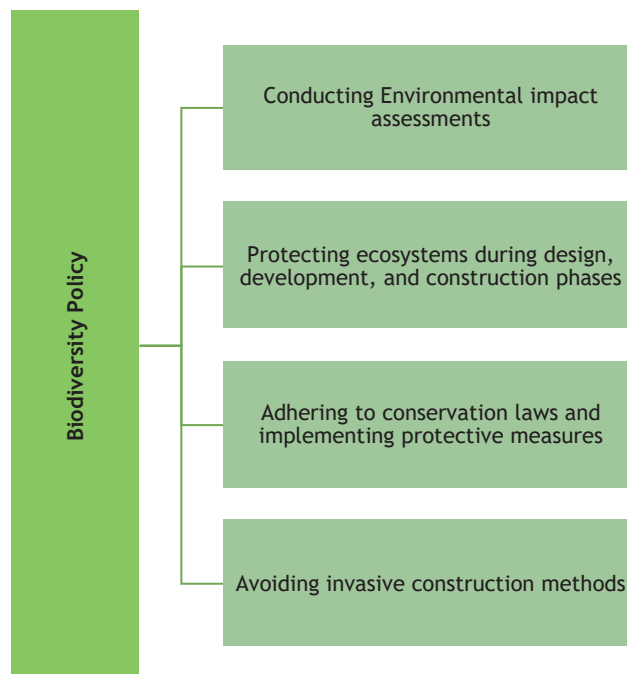 Biodiversity Policy
Conducting Environmental impact
assessments
Protecting ecosystems during design,
development, and construction phases
Adhering to conservation laws and
implementing protective measures
Avoiding invasive construction methods